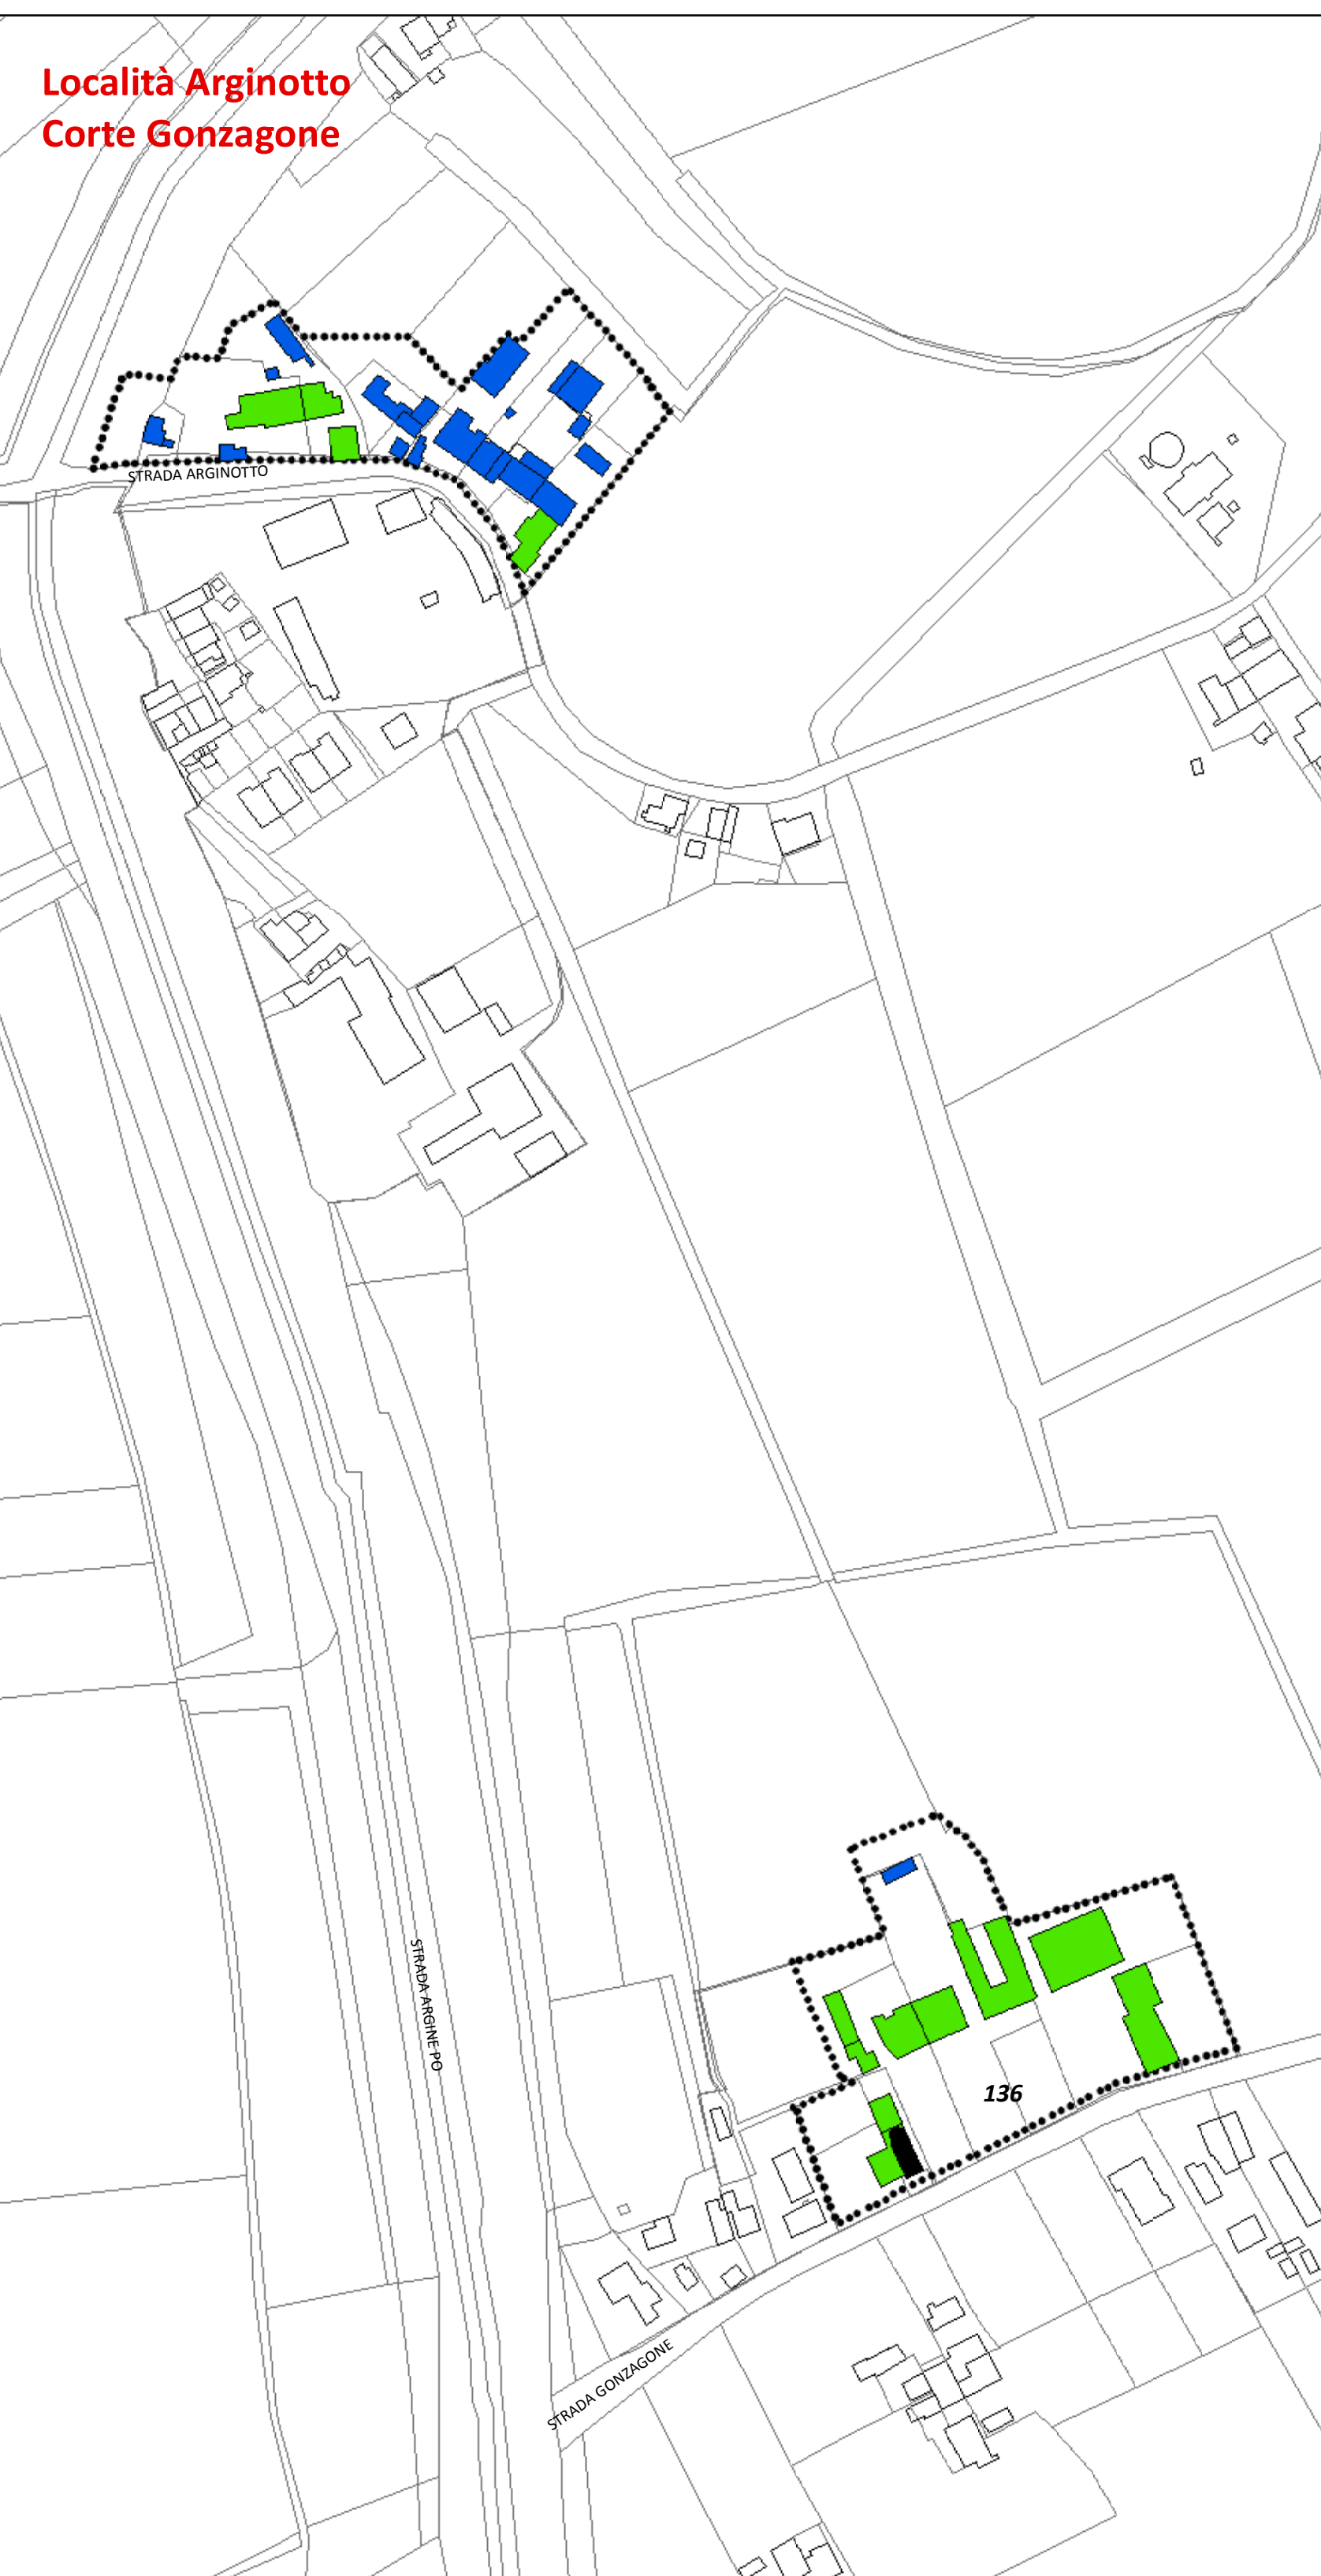 Località Arginotto
Corte Gonzagone
STRADA ARGINOTTO
STRADA ARGINE PO
136
STRADA GONZAGONE